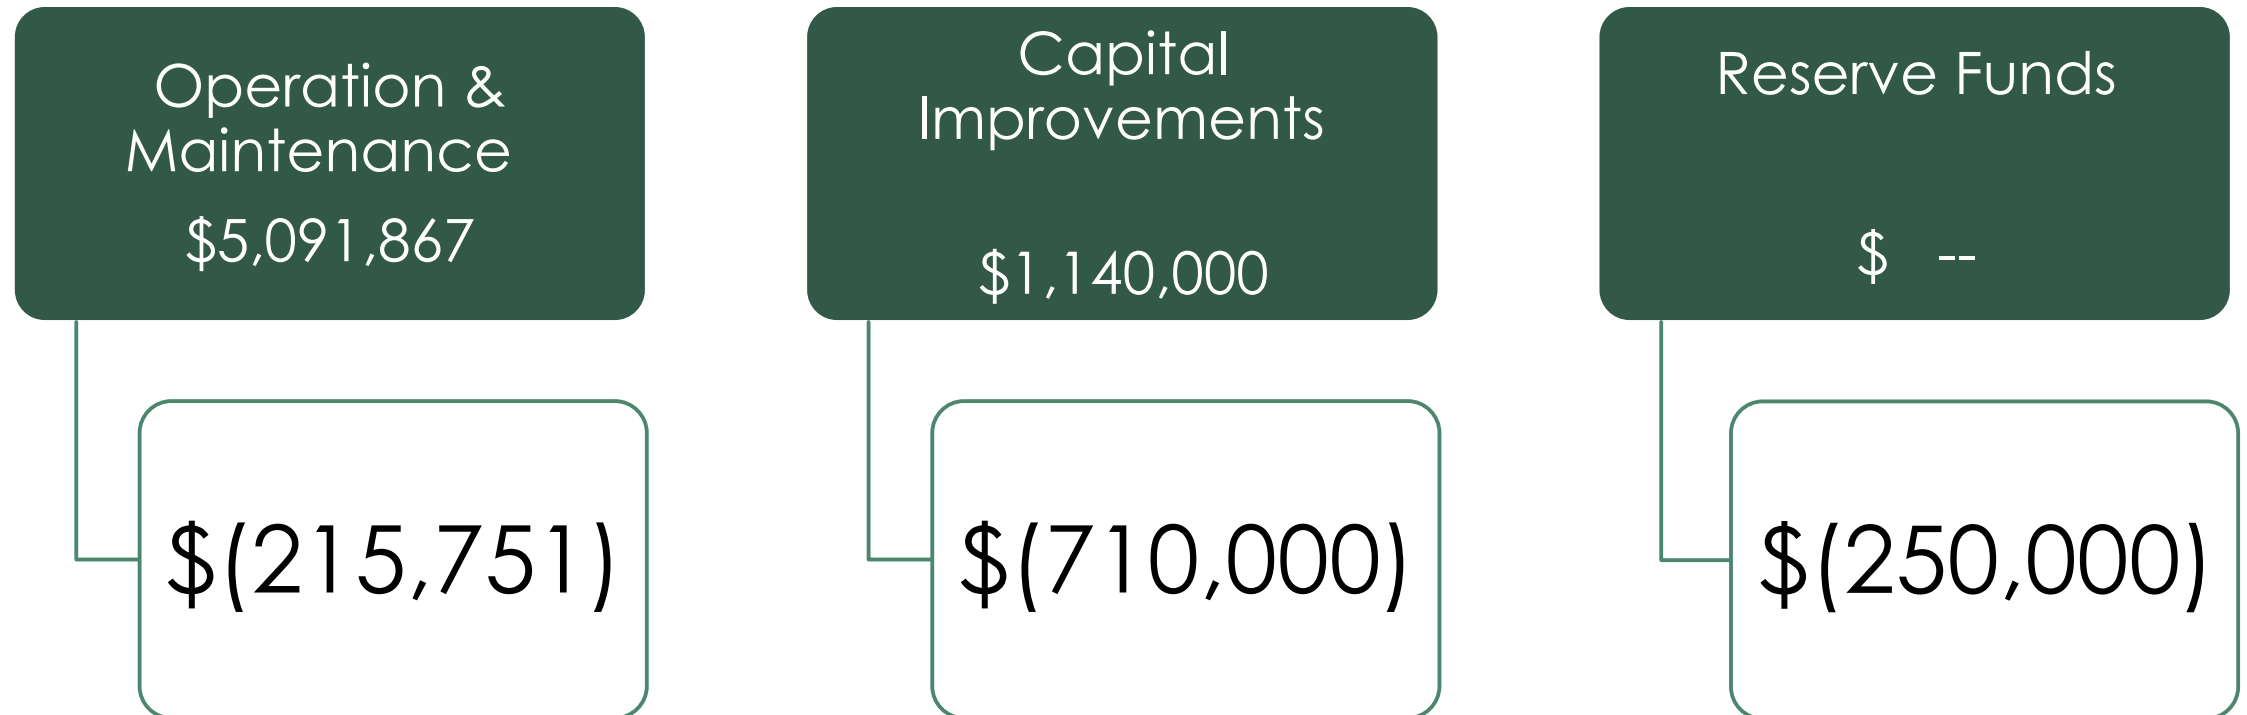 Operation &
Maintenance
$5,091,867
$(215,751)
Capital
Improvements
$1,140,000
$(710,000)
Reserve Funds
$ --
$(250,000)